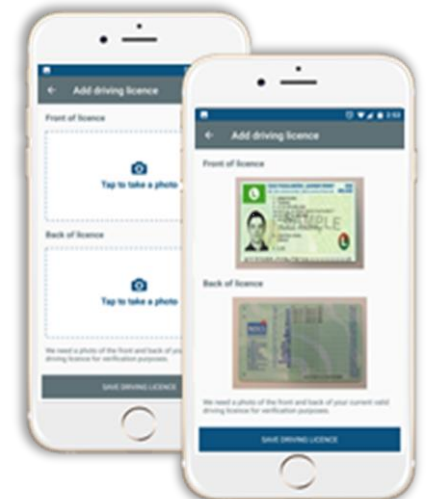 Add driving licence
Front of licence
Tap to take a photo
Back of licence
Tap to take a photo
We need a photo of the front and back of
driving licence for verification purposes.
SAVE DRIVING LICENCE
Add driving licence
Front of licence
SAMPLE
Back of licence
We need a photo of the front and back of your current valid
driving licence for verification purposes.
SAVE DRIVING LICENCE